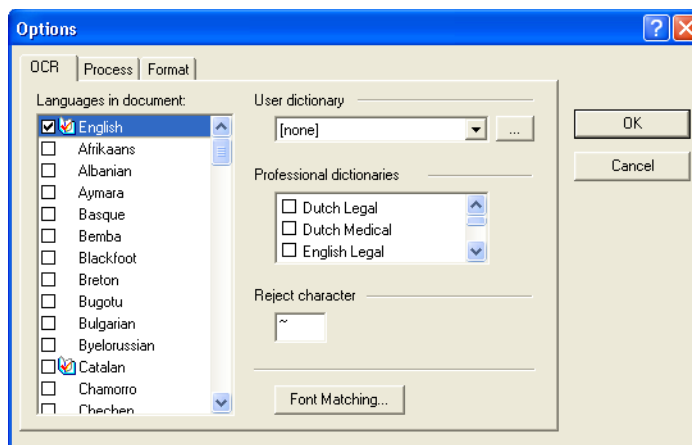 Options
OCR Process Format
Languages in document:
English
Afrikaans
Albanian
Aymara
Basque
Bemba
Blackfoot
Breton
Bugotu
Bulgarian
Byelorussian
Catalan
Chamorro
Chechen
User dictionary
[none]
...
Professional dictionaries
Dutch Legal
Dutch Medical
English Legal
Reject character
~
Font Matching...
OK
Cancel